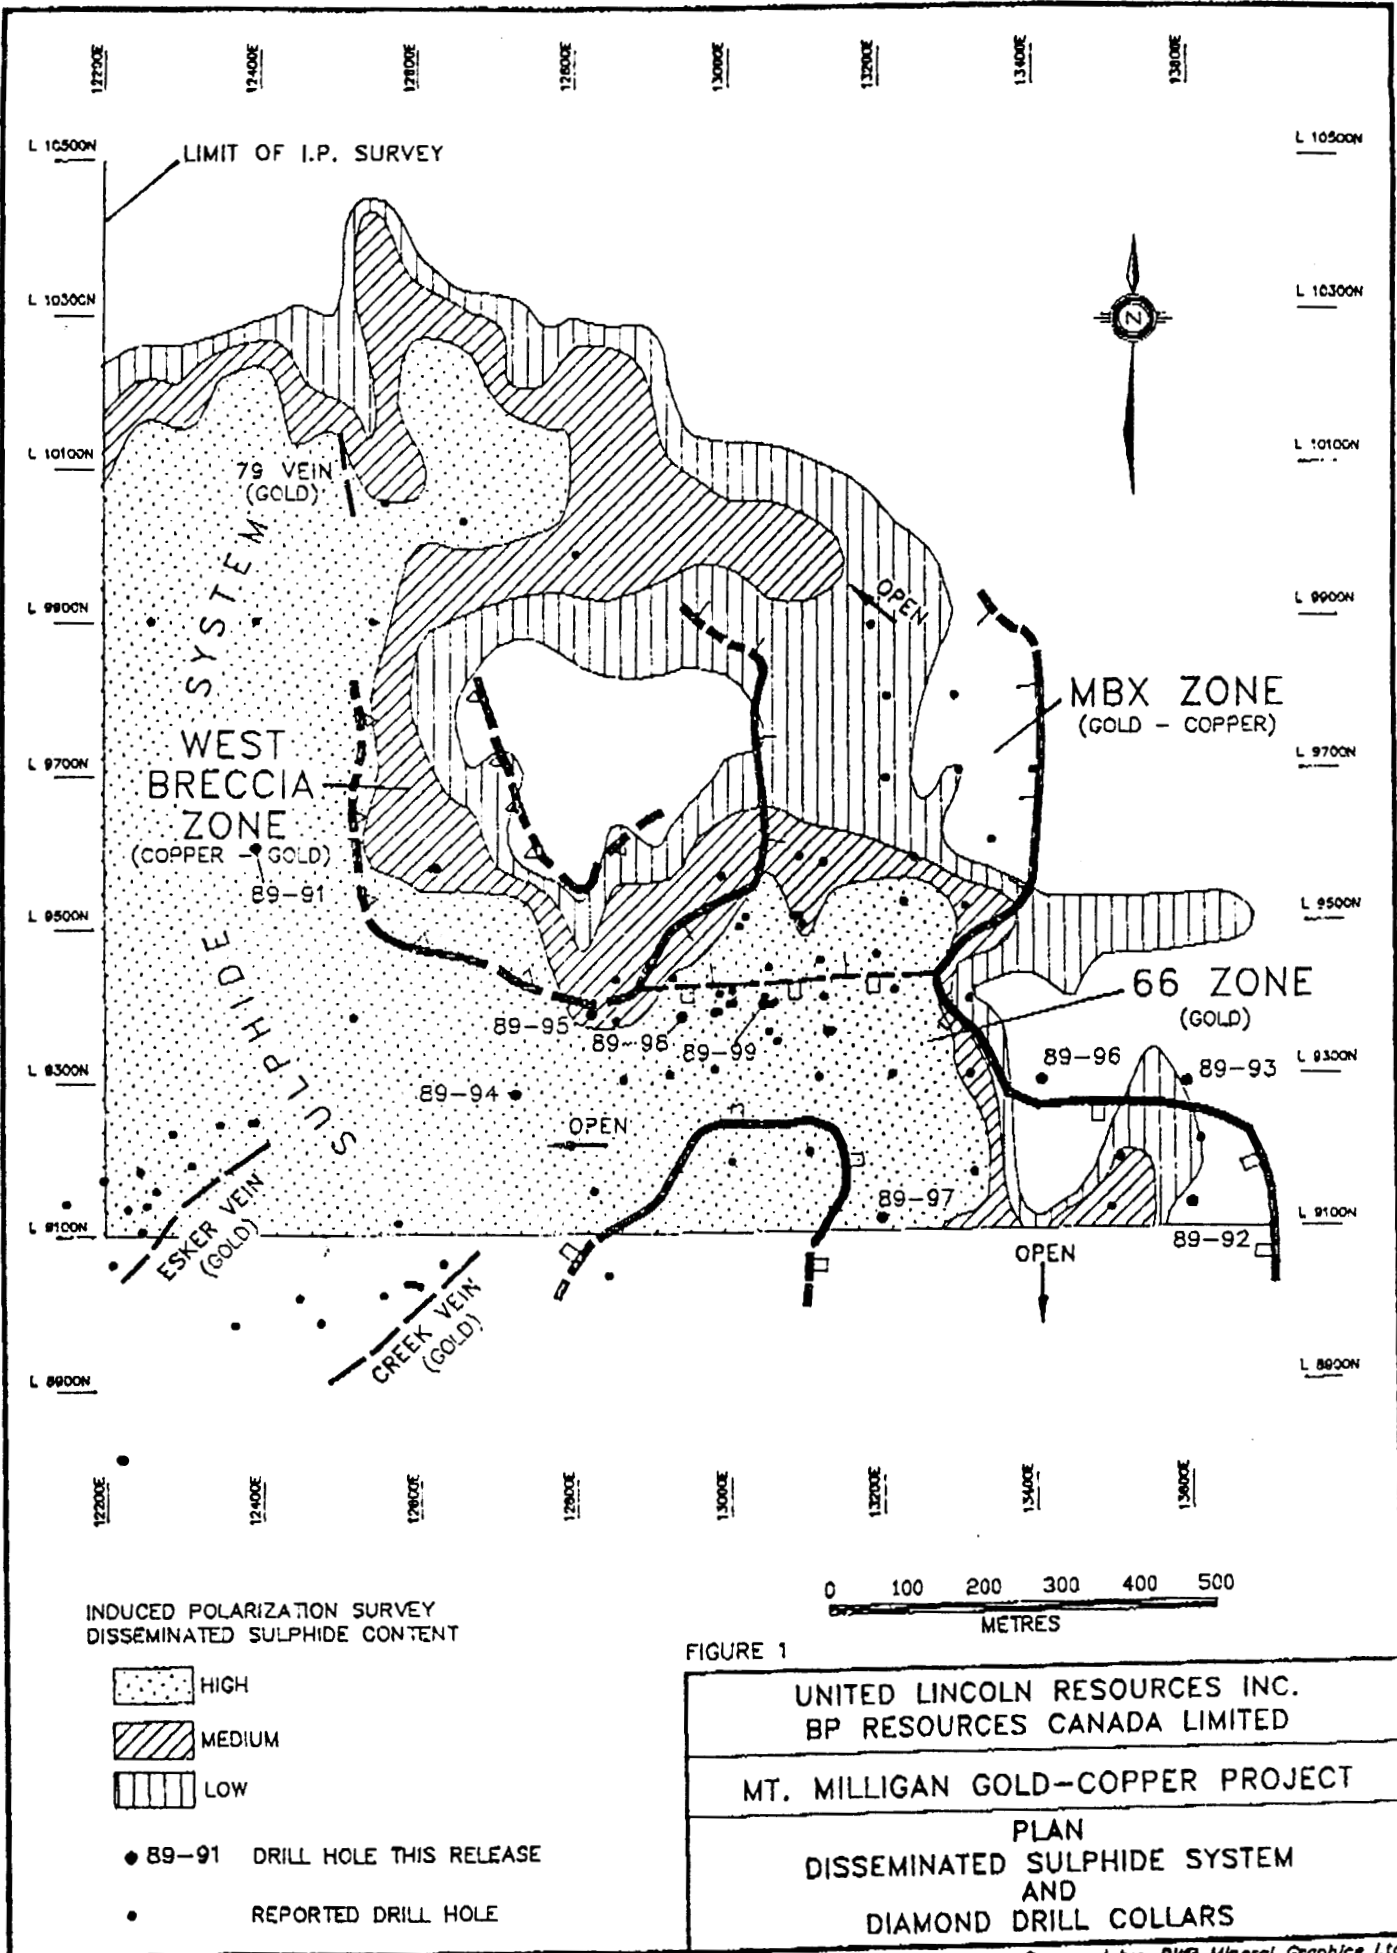 12200E 12400E 12600E 12800E 13000E 13200E 13400E 13600E
L 10500N L 10500N
LIMIT OF I.P. SURVEY
L 10300N L 10300N
Z
L 10100N L 10100N
79 VEIN
(GOLD)
SULPHIDE SYSTEM
L 9900N L 9900N
OPEN
MBX ZONE
(GOLD - COPPER)
WEST
BRECCIA
ZONE
(COPPER - GOLD)
L 9700N L 9700N
89-91
L 9500N L 9500N
66 ZONE
(GOLD)
89-95
89-98
89-99
89-96
89-93
L 9300N L 9300N
89-94
OPEN
89-97
89-92
L 9100N L 9100N
ESKER VEIN
(GOLD)
OPEN
CREEK VEIN
(GOLD)
L 8900N L 8900N
12200E 12400E 12600E 12800E 13000E 13200E 13400E 13600E
0 100 200 300 400 500
METRES
INDUCED POLARIZATION SURVEY
DISSEMINATED SULPHIDE CONTENT
HIGH
MEDIUM
LOW
89-91 DRILL HOLE THIS RELEASE
REPORTED DRILL HOLE
FIGURE 1
UNITED LINCOLN RESOURCES INC.
BP RESOURCES CANADA LIMITED
MT. MILLIGAN GOLD-COPPER PROJECT
PLAN
DISSEMINATED SULPHIDE SYSTEM
AND
DIAMOND DRILL COLLARS
Mineral Graphics